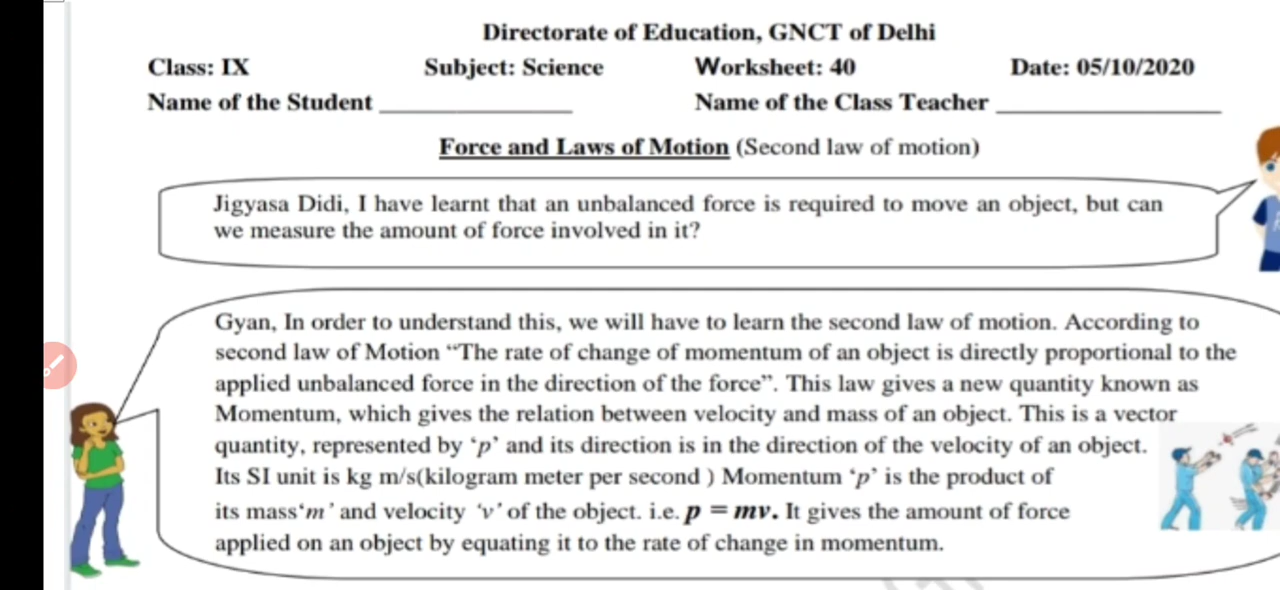 Directorate of Education, GNCT of Delhi
Class: IX Subject: Science Worksheet: 40 Date: 05/10/2020
Name of the Student ________________ Name of the Class Teacher ___________________
Force and Laws of Motion (Second law of motion)
Jigyasa Didi, I have learnt that an unbalanced force is required to move an object, but can
we measure the amount of force involved in it?
Gyan, In order to understand this, we will have to learn the second law of motion. According to
second law of Motion “The rate of change of momentum of an object is directly proportional to the
applied unbalanced force in the direction of the force”. This law gives a new quantity known as
Momentum, which gives the relation between velocity and mass of an object. This is a vector
quantity, represented by ‘p’ and its direction is in the direction of the velocity of an object.
Its SI unit is kg m/s(kilogram meter per second ) Momentum ‘p’ is the product of
its mass‘m’ and velocity ‘v’ of the object. i.e. p = mv. It gives the amount of force
applied on an object by equating it to the rate of change in momentum.